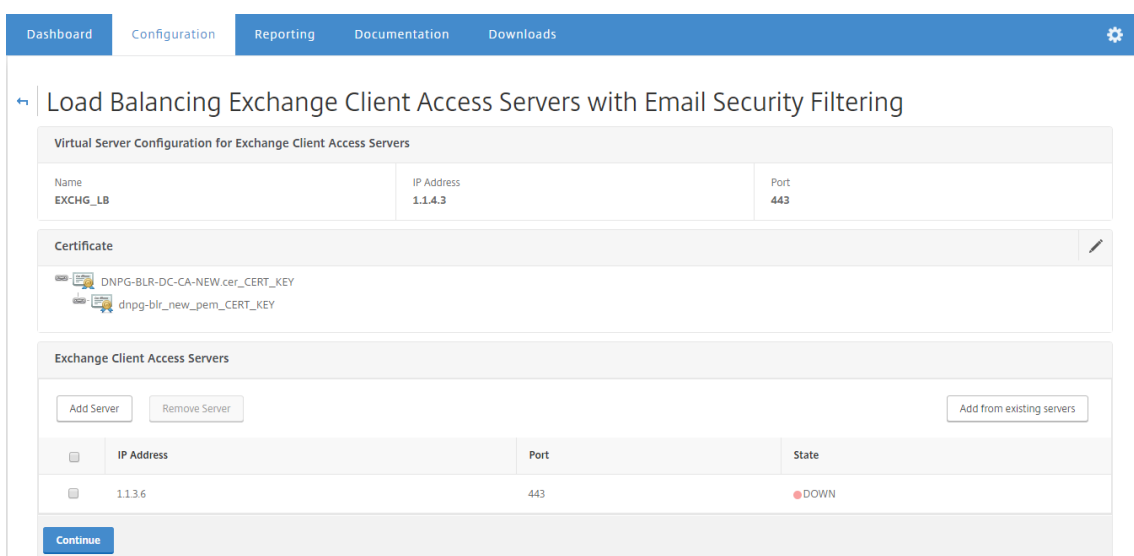 Dashboard Configuration Reporting Documentation Downloads
Load Balancing Exchange Client Access Servers with Email Security Filtering
Virtual Server Configuration for Exchange Client Access Servers
Name IP Address Port
EXCHG_LB 1.1.4.3 443
Certificate
DNPG-BLR-DC-CA-NEW.cer_CERT_KEY
dnpg-blr_new_pem_CERT_KEY
Exchange Client Access Servers
Add Server Remove Server Add from existing servers
IP Address Port State
1.1.3.6 443 DOWN
Continue